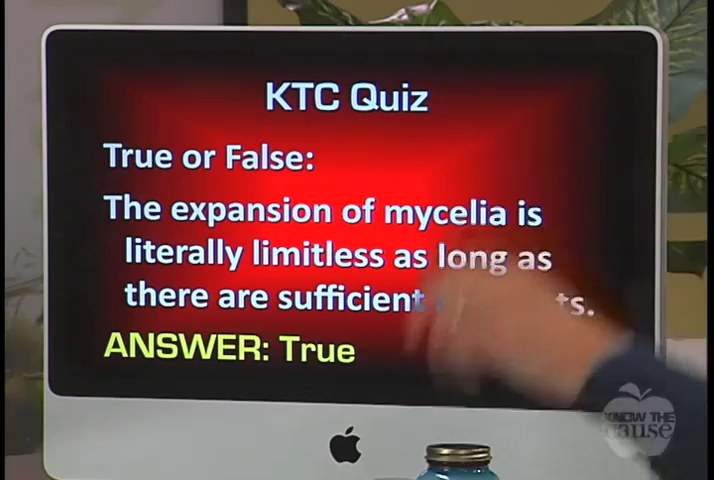 KTC Quiz
True or False:
The expansion of mycelia is
literally limitless as long as
there are sufficient
ANSWER: True
KNOW THE
cause